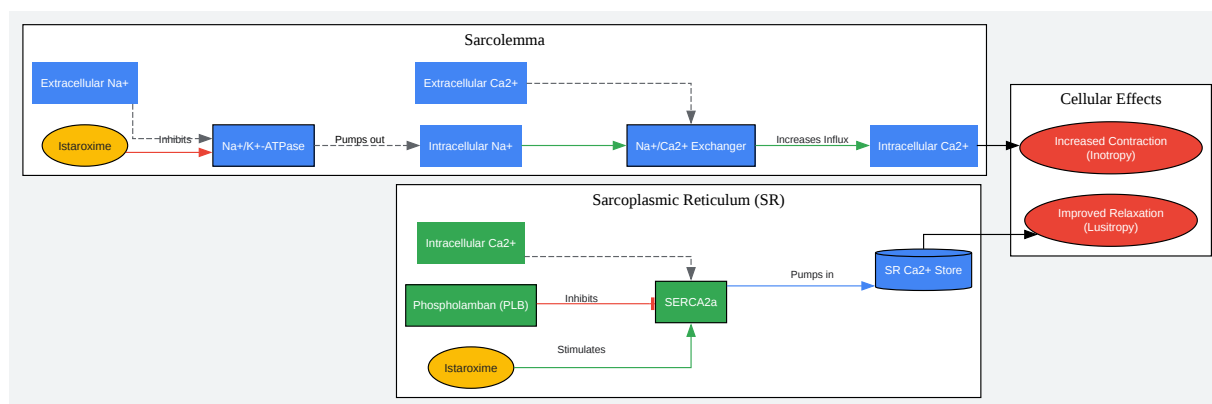 Sarcolemma
Extracellular Na+
Extracellular Ca2+
Istaroxime
Inhibits
Na+/K+-ATPase
Pumps out
Intracellular Na+
Na+/Ca2+ Exchanger
Increases Influx
Intracellular Ca2+
Cellular Effects
Increased Contraction
(Inotropy)
Improved Relaxation
(Lusitropy)
Sarcoplasmic Reticulum (SR)
Intracellular Ca2+
Phospholamban (PLB)
Inhibits
SERCA2a
Pumps in
SR Ca2+ Store
Istaroxime
Stimulates